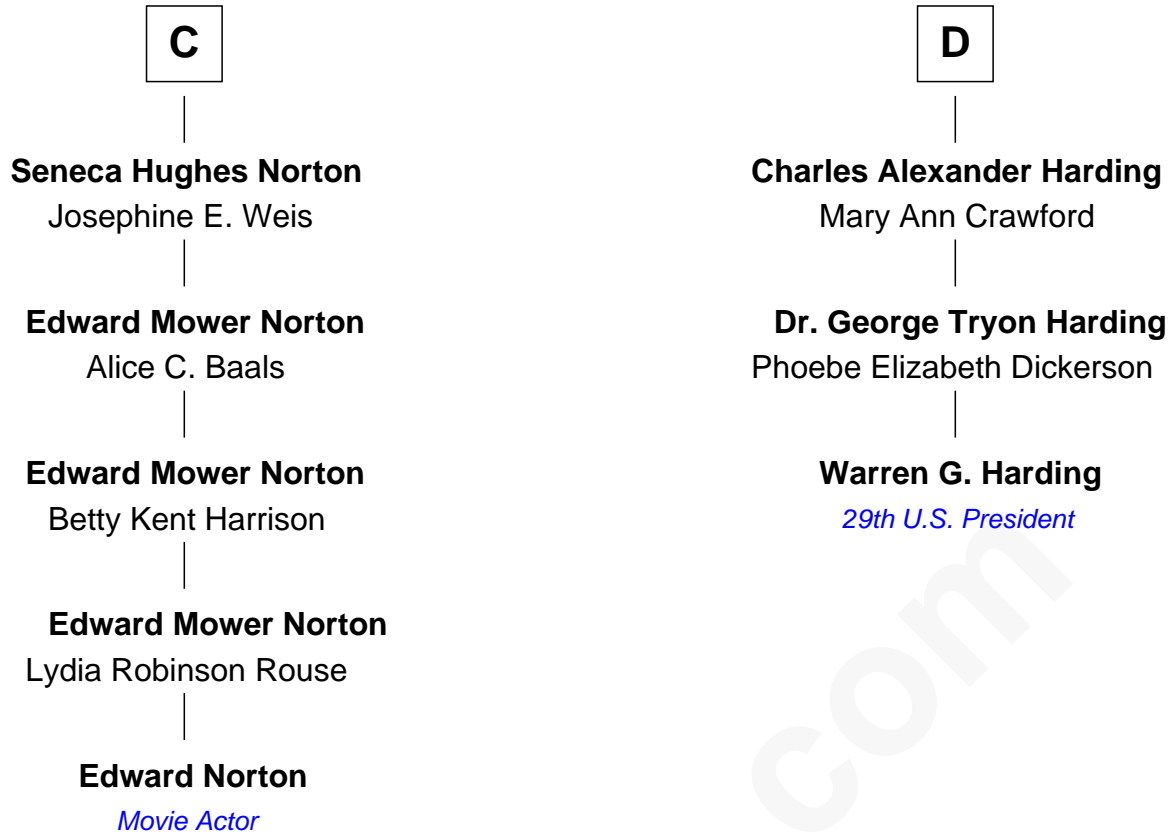 C
Seneca Hughes Norton
Josephine E. Weis
Edward Mower Norton
Alice C. Baals
Edward Mower Norton
Betty Kent Harrison
Edward Mower Norton
Lydia Robinson Rouse
Edward Norton
Movie Actor
D
Charles Alexander Harding
Mary Ann Crawford
Dr. George Tryon Harding
Phoebe Elizabeth Dickerson
Warren G. Harding
29th U.S. President
com